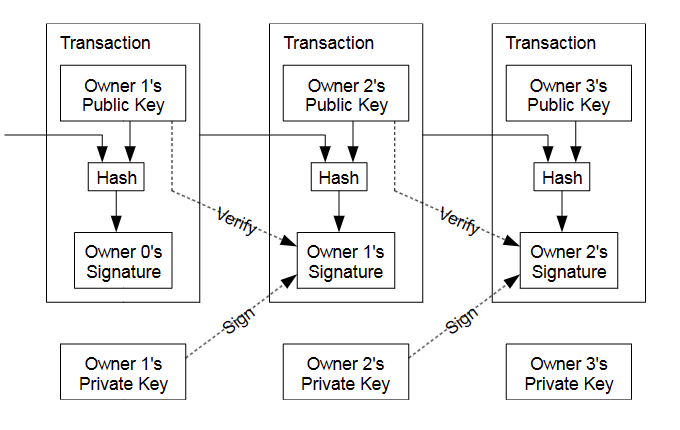 Transaction
Transaction
Transaction
Owner 1's
Public Key
Owner 2's
Public Key
Owner 3's
Public Key
Hash
Hash
Hash
Verify
Verify
Owner 0's
Signature
Owner 1's
Signature
Owner 2's
Signature
Sign
Sign
Owner 1's
Private Key
Owner 2's
Private Key
Owner 3's
Private Key